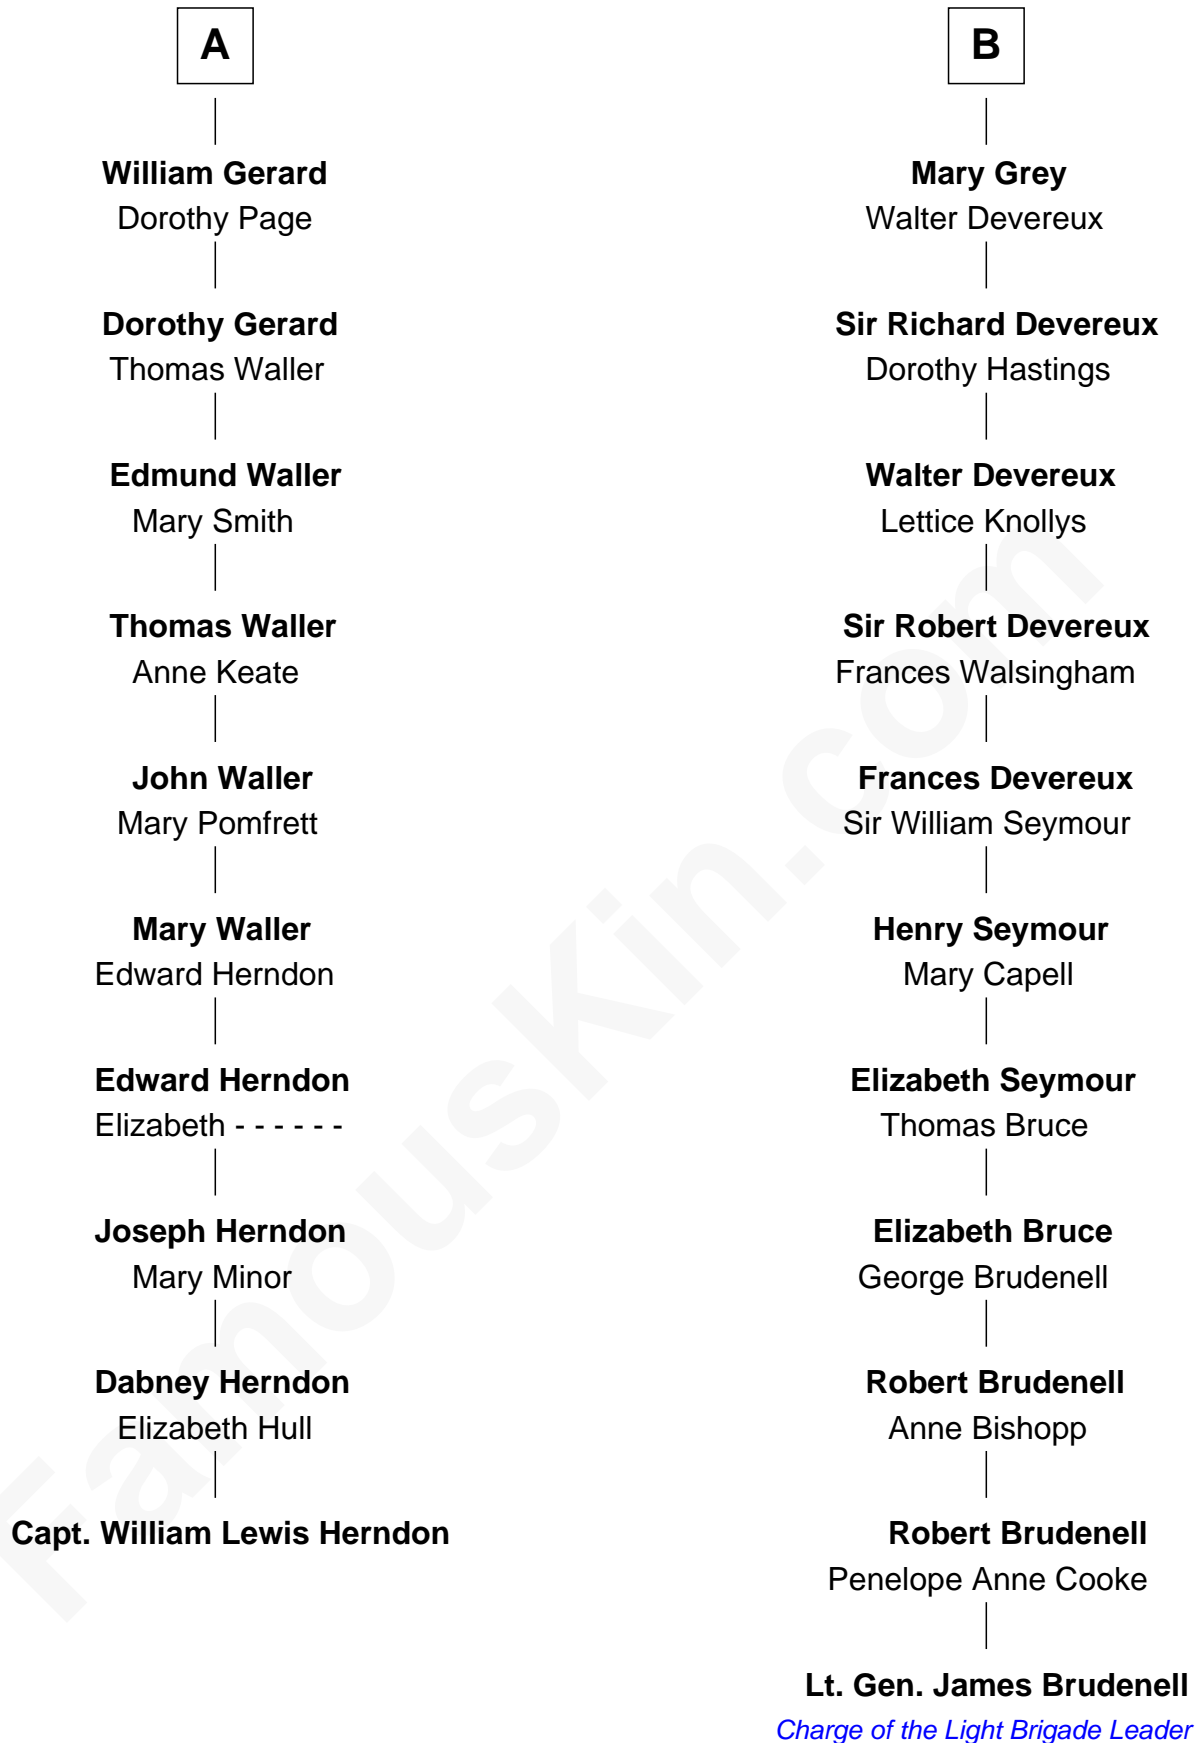 A
William Gerard
Dorothy Page
Dorothy Gerard
Thomas Waller
Edmund Waller
Mary Smith
Thomas Waller
Anne Keate
John Waller
Mary Pomfrett
Mary Waller
Edward Herndon
Edward Herndon
Elizabeth - - - - - -
Joseph Herndon
Mary Minor
Dabney Herndon
Elizabeth Hull
Capt. William Lewis Herndon
B
Mary Grey
Walter Devereux
Sir Richard Devereux
Dorothy Hastings
Walter Devereux
Lettice Knollys
Sir Robert Devereux
Frances Walsingham
Frances Devereux
Sir William Seymour
Henry Seymour
Mary Capell
Elizabeth Seymour
Thomas Bruce
Elizabeth Bruce
George Brudenell
Robert Brudenell
Anne Bishopp
Robert Brudenell
Penelope Anne Cooke
Lt. Gen. James Brudenell
Charge of the Light Brigade Leader
FamousKin.com